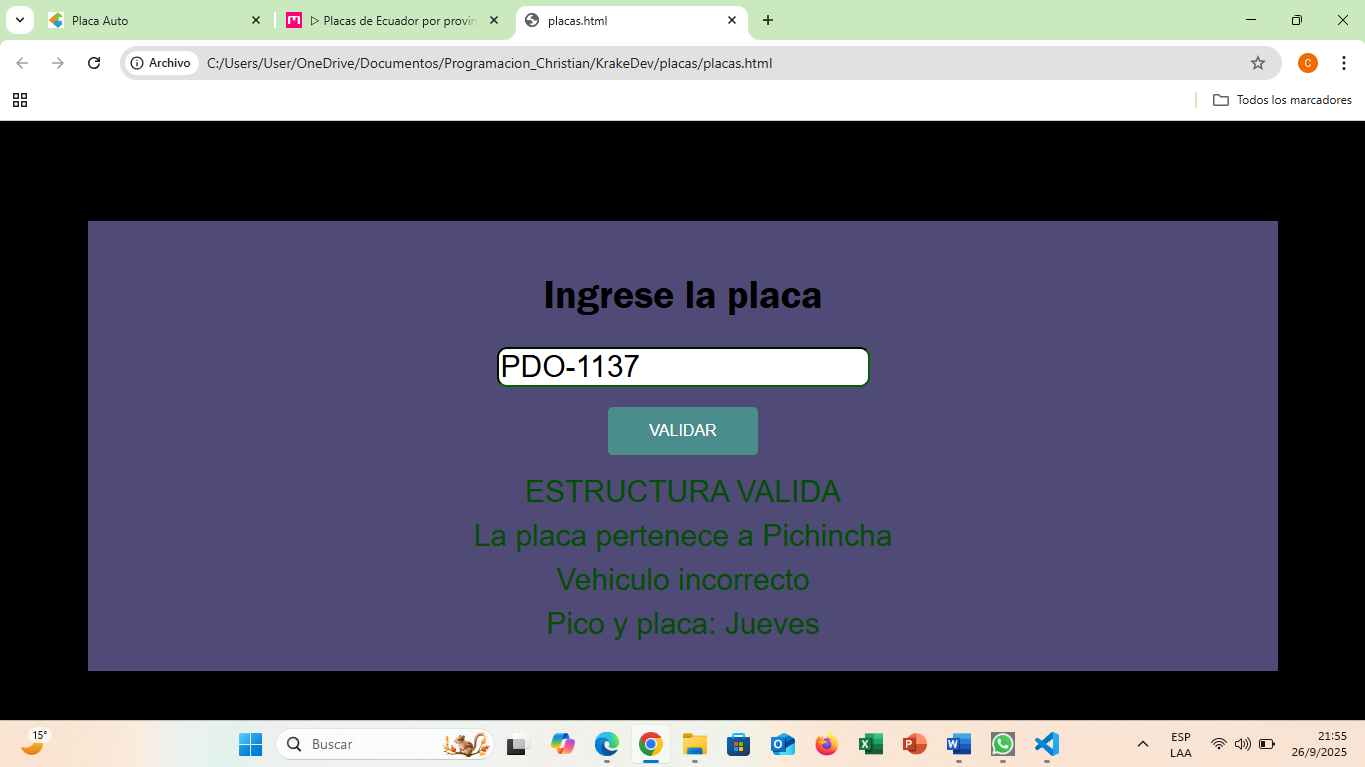 Placa Auto
▷ Placas de Ecuador por provin
placas.html
Archivo
C:/Users/User/OneDrive/Documentos/Programacion_Christian/KrakeDev/placas/placas.html
C
Todos los marcadores
Ingrese la placa
PDO-1137
VALIDAR
ESTRUCTURA VALIDA
La placa pertenece a Pichincha
Vehiculo incorrecto
Pico y placa: Jueves
15°
Buscar
ESP
LAA
21:55
26/9/2025